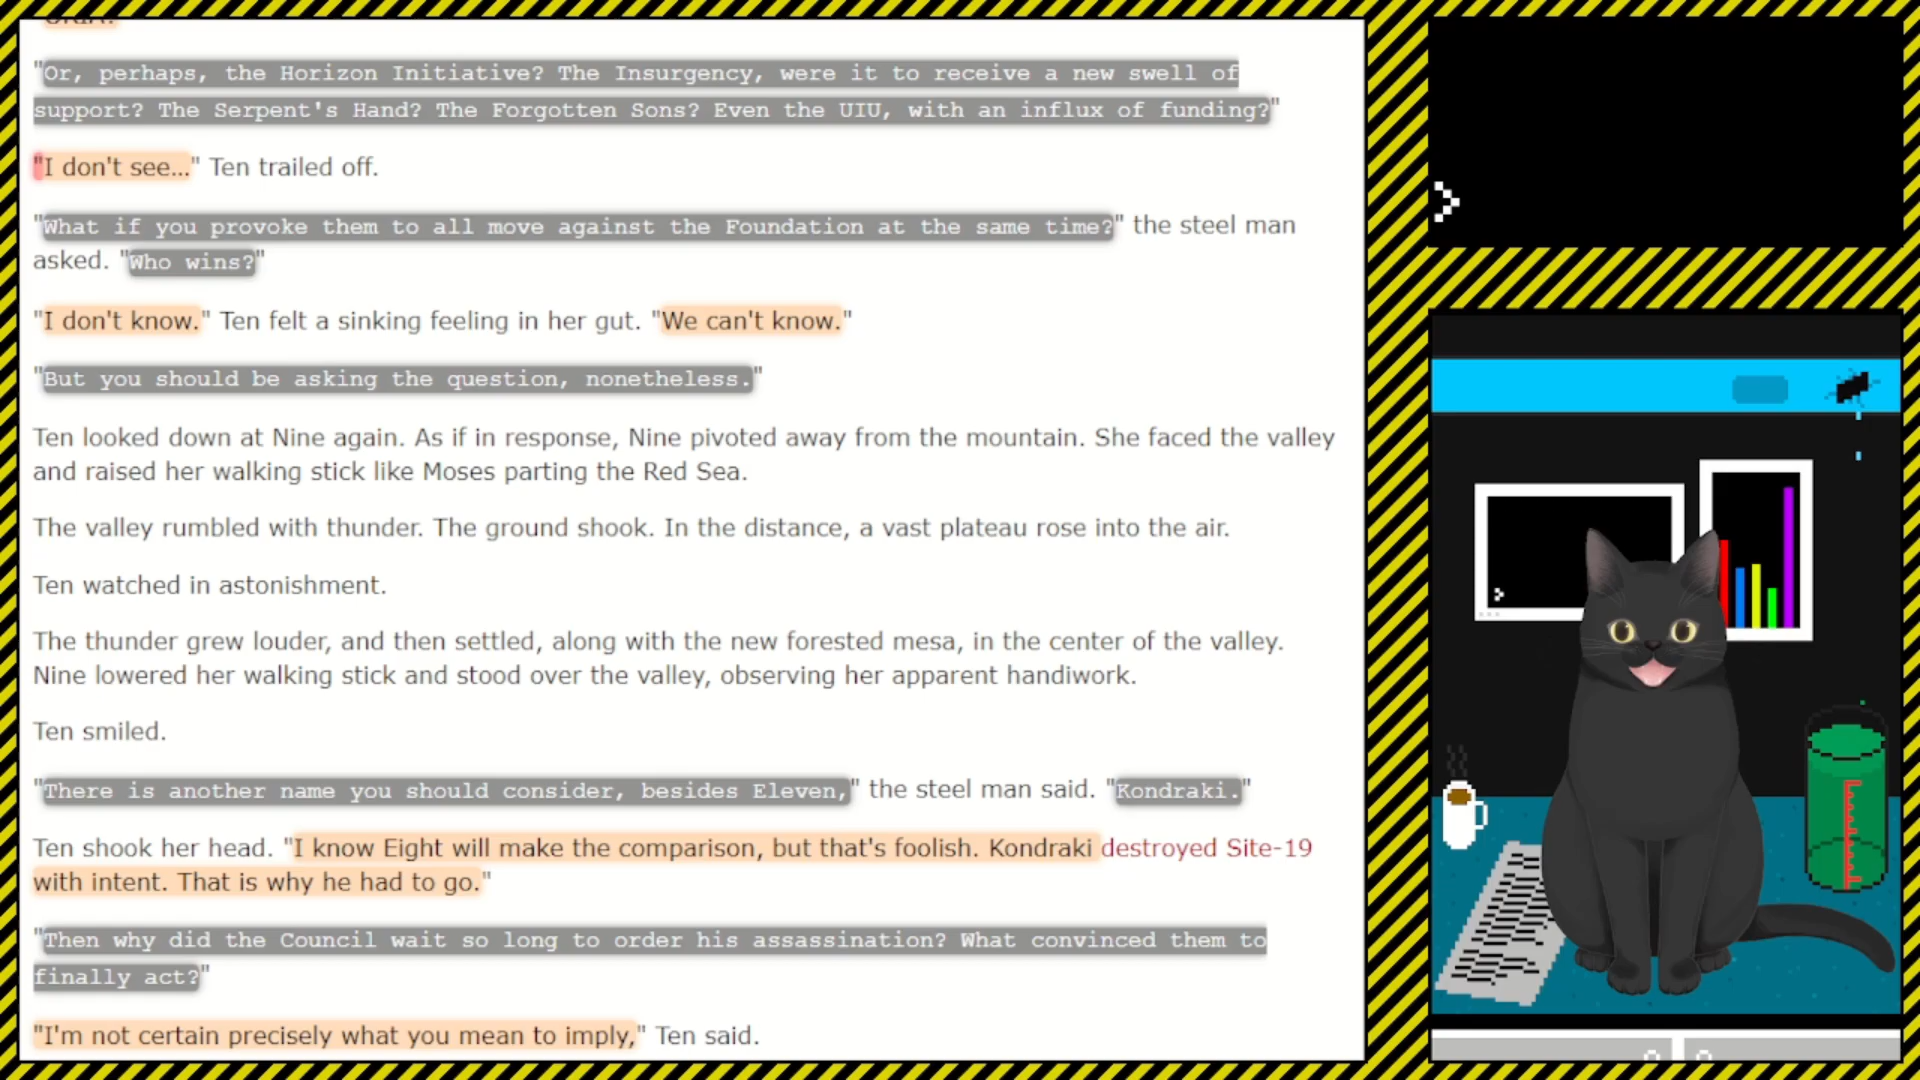 "Or, perhaps, the Horizon Initiative? The Insurgency, were it to receive a new swell of
support? The Serpent's Hand? The Forgotten Sons? Even the UIU, with an influx of funding?"
"I don't see..." Ten trailed off.
"What if you provoke them to all move against the Foundation at the same time?" the steel man
asked. "Who wins?"
"I don't know." Ten felt a sinking feeling in her gut. "We can't know."
"But you should be asking the question, nonetheless."
Ten looked down at Nine again. As if in response, Nine pivoted away from the mountain. She faced the valley
and raised her walking stick like Moses parting the Red Sea.
The valley rumbled with thunder. The ground shook. In the distance, a vast plateau rose into the air.
Ten watched in astonishment.
The thunder grew louder, and then settled, along with the new forested mesa, in the center of the valley.
Nine lowered her walking stick and stood over the valley, observing her apparent handiwork.
Ten smiled.
"There is another name you should consider, besides Eleven," the steel man said. "Kondraki."
Ten shook her head. "I know Eight will make the comparison, but that's foolish. Kondraki destroyed Site-19
with intent. That is why he had to go."
"Then why did the Council wait so long to order his assassination? What convinced them to
finally act?"
"I'm not certain precisely what you mean to imply," Ten said.